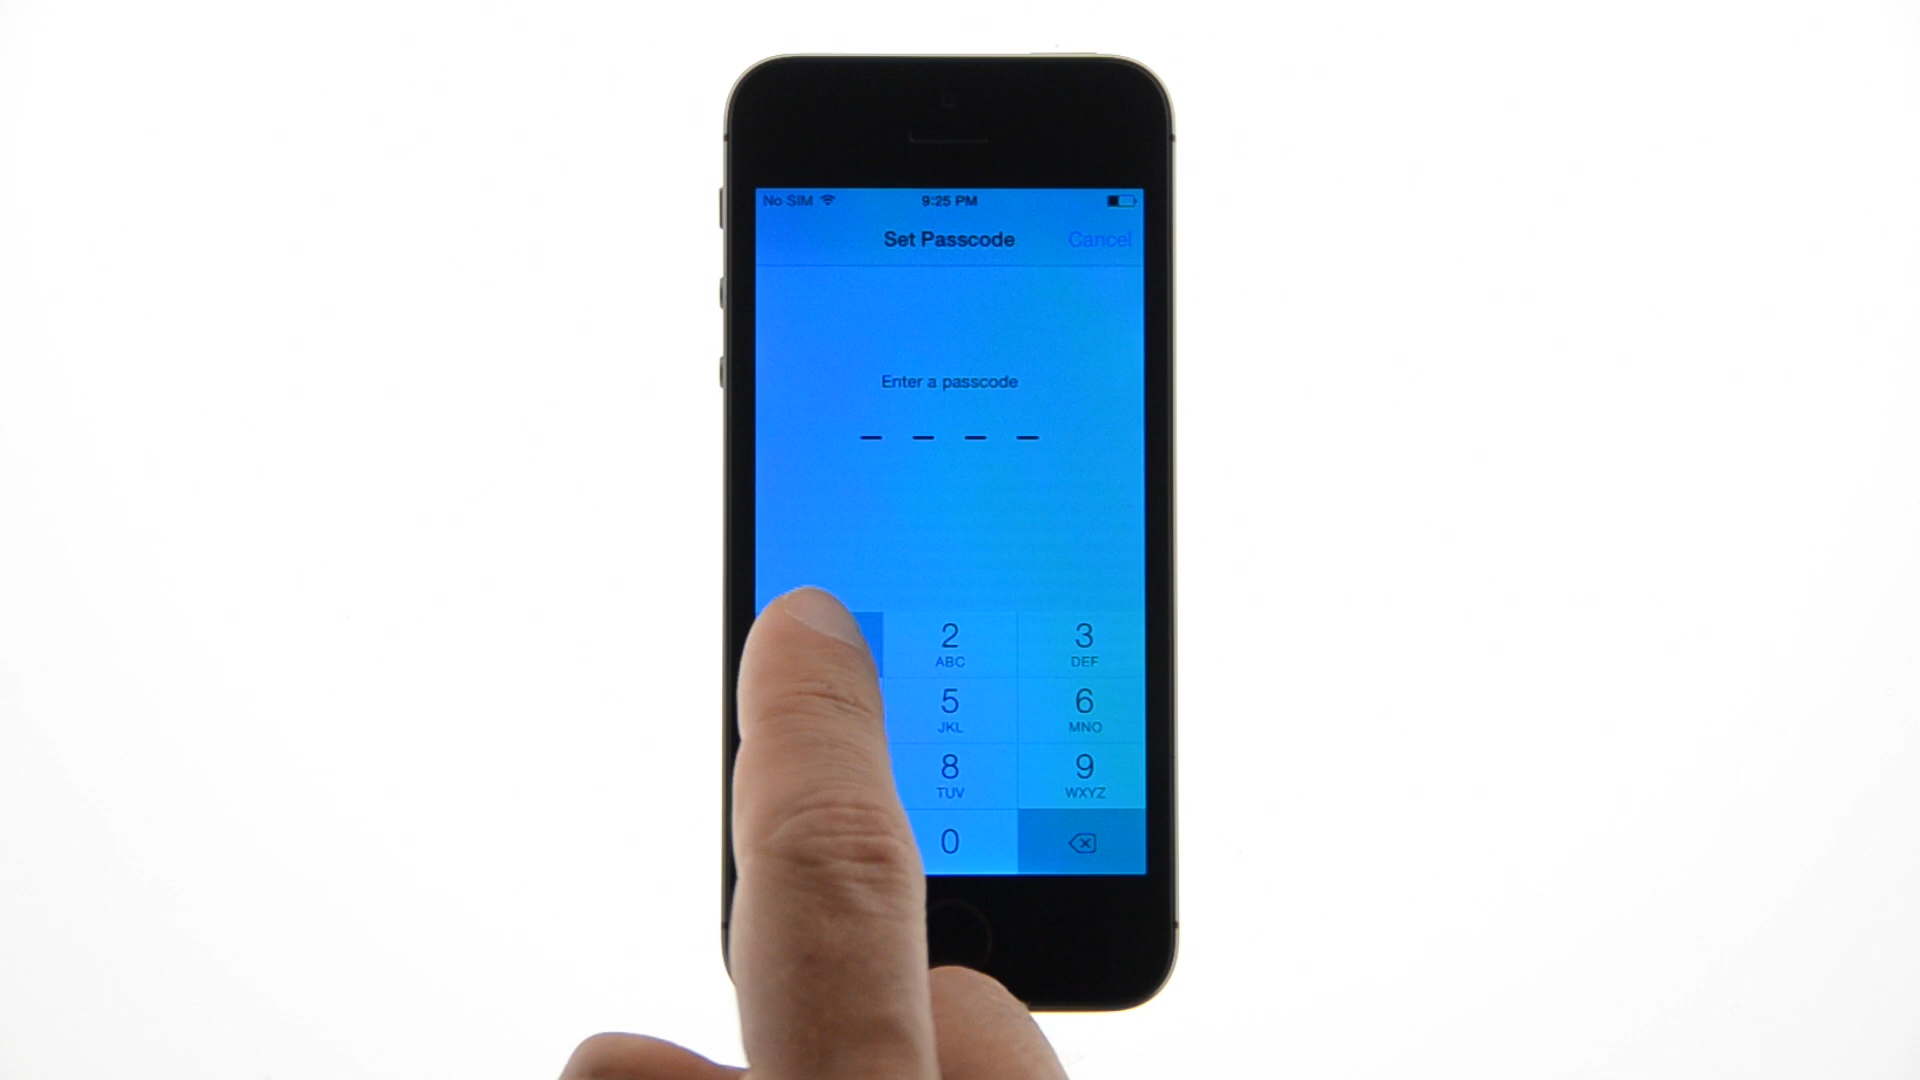 No SIM 9:25 PM
Set Passcode Cancel
Enter a passcode
2 3
ABC DEF
5 6
JKL MNO
8 9
TUV WXYZ
0